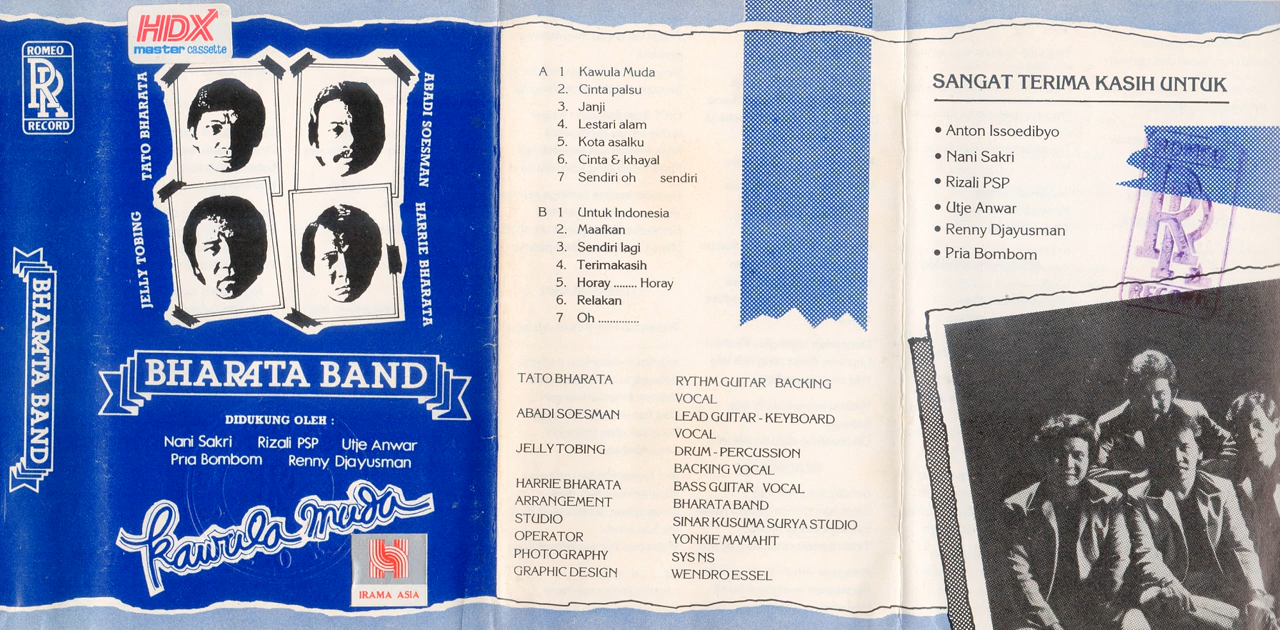 ROMEO
RR
RECORD
BHARATA BAND
HDX
master cassette
TATO BHARATA
ABADI SOESMAN
JELLY TOBING
HARRIE BHARATA
BHARATA BAND
DIDUKUNG OLEH :
Nani Sakri Rizali PSP Utje Anwar
Pria Bombom Renny Djayusman
Kawula Muda
IRAMA ASIA
A 1 Kawula Muda
2. Cinta palsu
3. Janji
4. Lestari alam
5. Kota asalku
6. Cinta & khayal
7 Sendiri oh sendiri
B 1 Untuk Indonesia
2. Maafkan
3. Sendiri lagi
4. Terimakasih
5. Horay ........ Horay
6. Relakan
7 Oh ..............
TATO BHARATA RYTHM GUITAR BACKING
VOCAL
ABADI SOESMAN LEAD GUITAR - KEYBOARD
VOCAL
JELLY TOBING DRUM - PERCUSSION
BACKING VOCAL
HARRIE BHARATA BASS GUITAR VOCAL
ARRANGEMENT BHARATA BAND
STUDIO SINAR KUSUMA SURYA STUDIO
OPERATOR YONKIE MAMAHIT
PHOTOGRAPHY SYS NS
GRAPHIC DESIGN WENDRO ESSEL
SANGAT TERIMA KASIH UNTUK
• Anton Issoedibyo
• Nani Sakri
• Rizali PSP
• Utje Anwar
• Renny Djayusman
• Pria Bombom
ROMEO
RR
RECORD